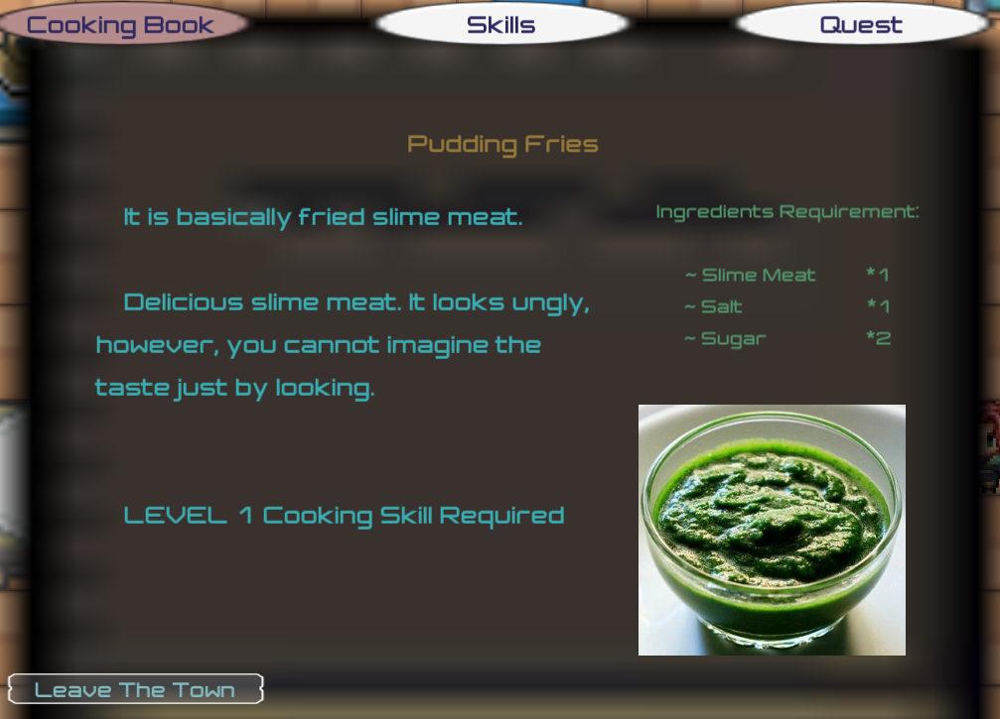 Cooking Book
Skills
Quest
Pudding Fries
It is basically fried slime meat.
Delicious slime meat. It looks ungly,
however, you cannot imagine the
taste just by looking.
LEVEL 1 Cooking Skill Required
Ingredients Requirement:
~ Slime Meat *1
~ Salt *1
~ Sugar *2
Leave The Town